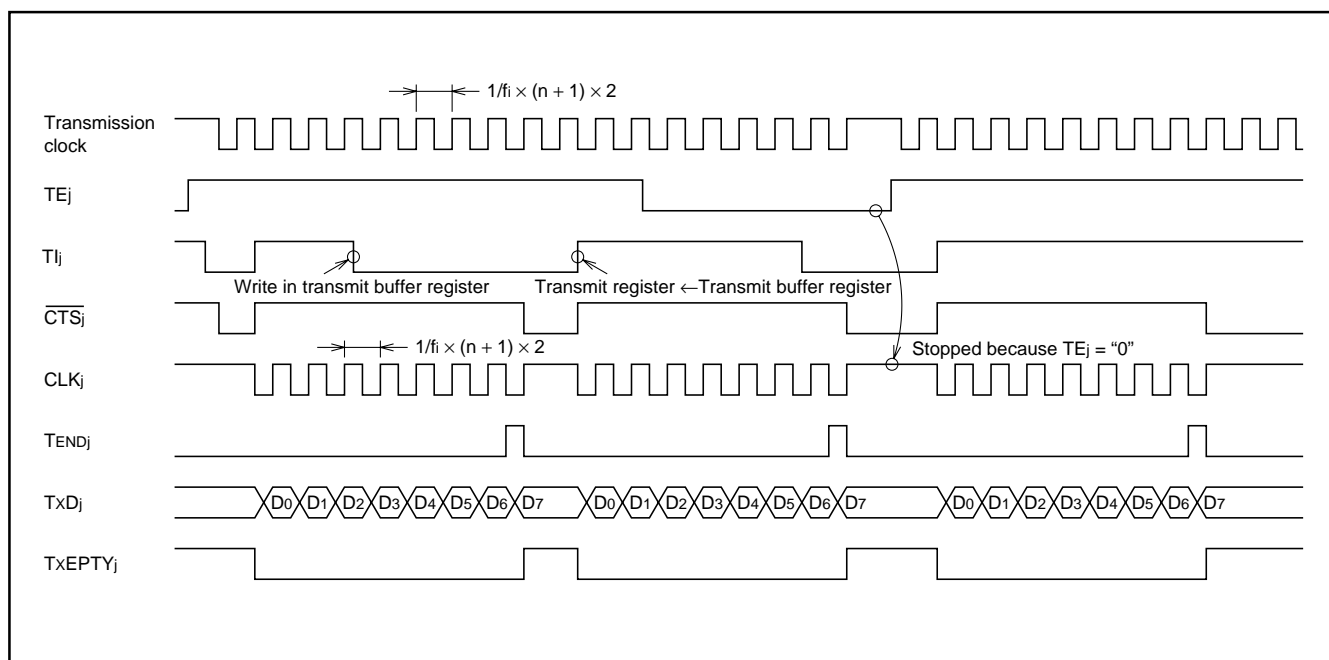 1/fi × (n + 1) × 2
Transmission
clock
TEj
TIj
Write in transmit buffer register
Transmit register ←Transmit buffer register
CTSj
1/fi × (n + 1) × 2
Stopped because TEj = “0”
CLKj
TENDj
TXDj
D0 D1 D2 D3 D4 D5 D6 D7 D0 D1 D2 D3 D4 D5 D6 D7 D0 D1 D2 D3 D4 D5 D6 D7
TXEPTYj